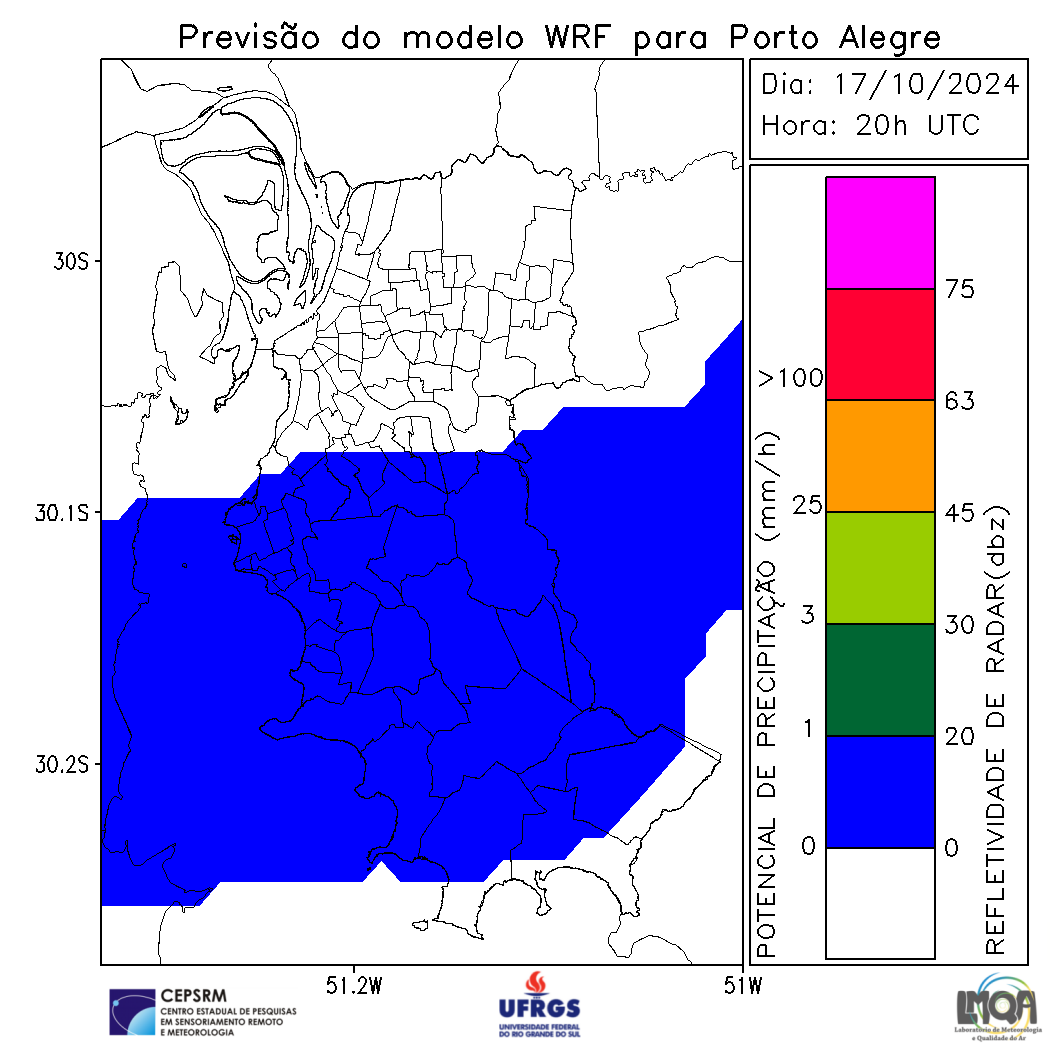 Previsão do modelo WRF para Porto Alegre
Dia: 17/10/2024
Hora: 20h UTC
30S
30.1S
30.2S
51.2W
51W
POTENCIAL DE PRECIPITAÇÃO (mm/h)
>100
25
3
1
0
75
63
45
30
20
0
REFLETIVIDADE DE RADAR(dbz)
CEPSRM
CENTRO ESTADUAL DE PESQUISAS
EM SENSORIAMENTO REMOTO
E METEOROLOGIA
UFRGS
UNIVERSIDADE FEDERAL
DO RIO GRANDE DO SUL
LMQA
Laboratório de Meteorologia
e Qualidade do Ar